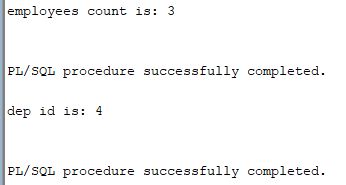 employees count is: 3
PL/SQL procedure successfully completed.
dep id is: 4
PL/SQL procedure successfully completed.